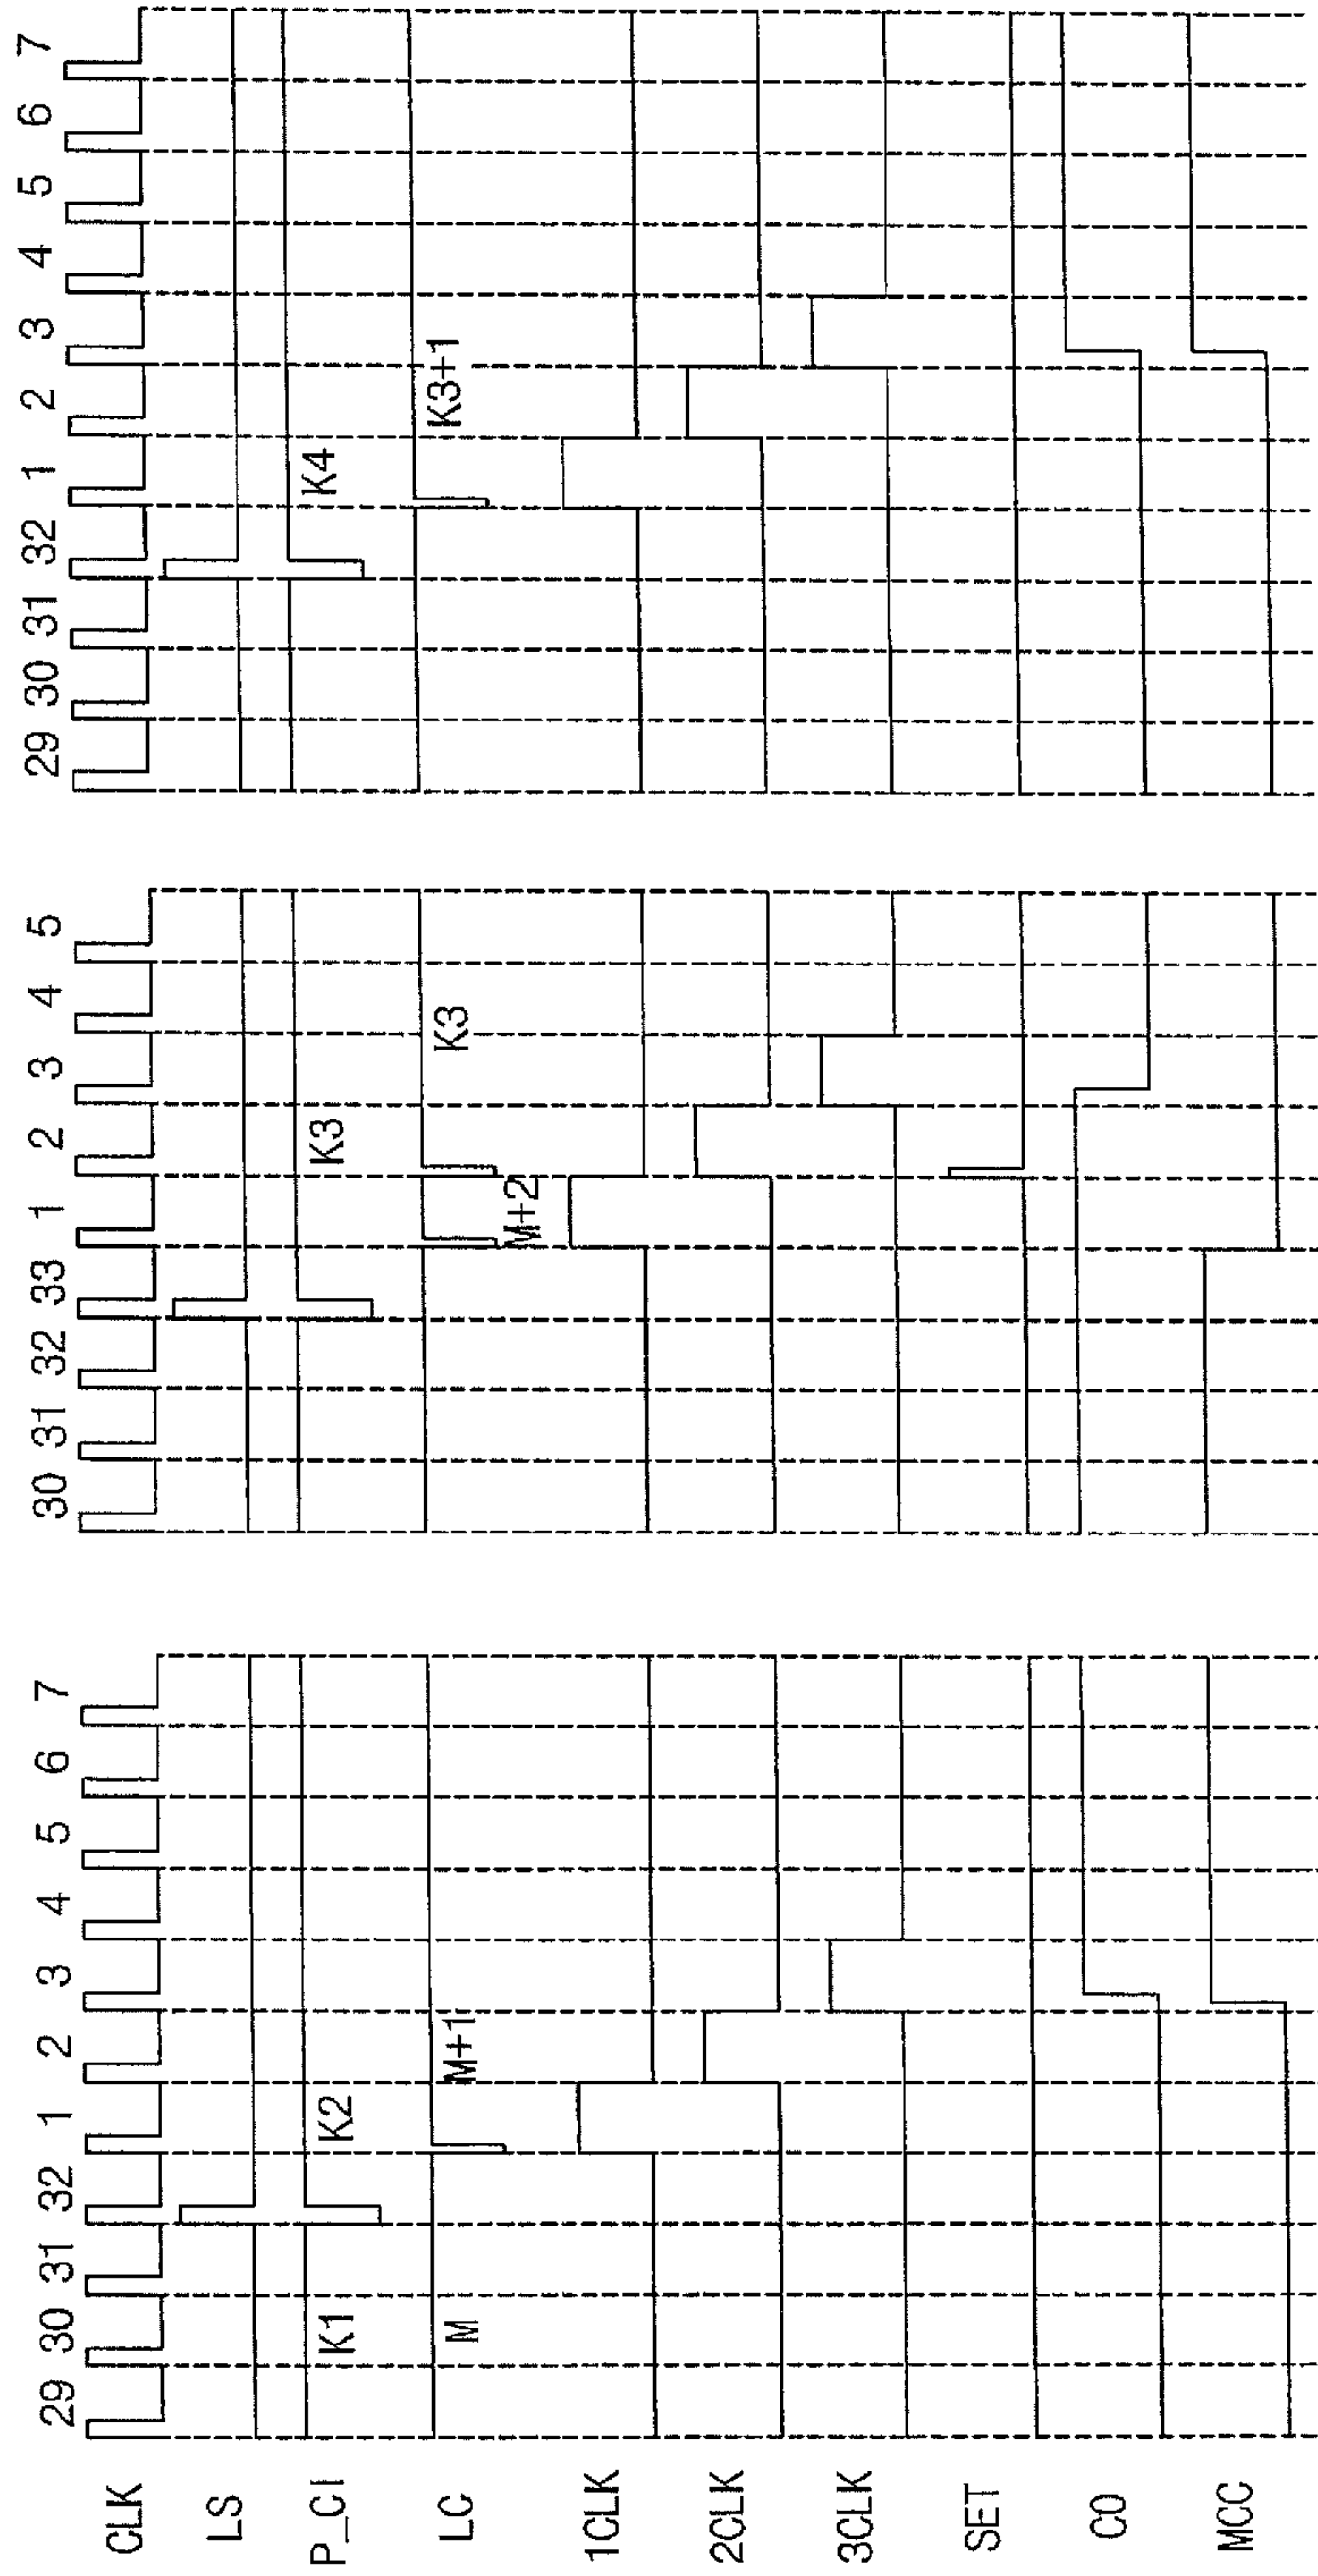 CLK
29 30 31 32 1 2 3 4 5 6 7
30 31 32 33 1 2 3 4 5
29 30 31 32 1 2 3 4 5 6 7
LS
P_CI
K1 K2 K3 K4
LC
M M+1 M+2 K3 K3+1
1CLK
2CLK
3CLK
SET
CO
MCC